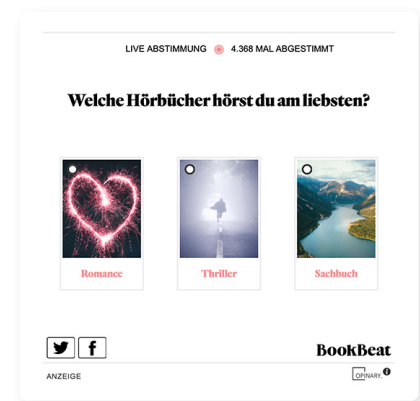 LIVE ABSTIMMUNG 4.368 MAL ABGESTIMMT
Welche Hörbücher hörst du am liebsten?
Romance Thriller Sachbuch
BookBeat
ANZEIGE OPINARY.